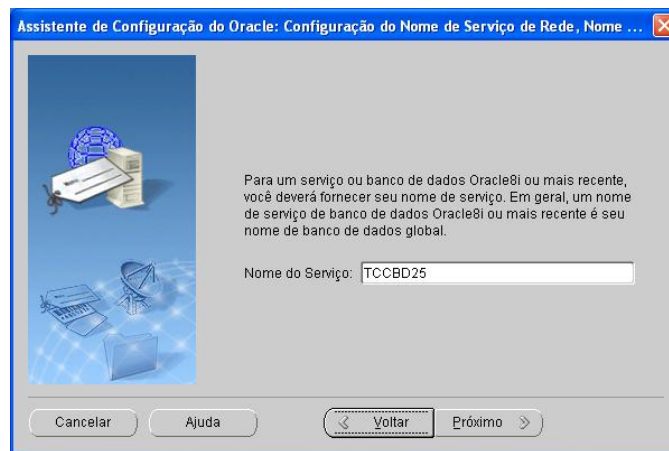 Assistente de Configuração do Oracle: Configuração do Nome de Serviço de Rede, Nome ...
Para um serviço ou banco de dados Oracle8i ou mais recente,
você deverá fornecer seu nome de serviço. Em geral, um nome
de serviço de banco de dados Oracle8i ou mais recente é seu
nome de banco de dados global.
Nome do Serviço: TCCBD25
Cancelar Ajuda Voltar Próximo